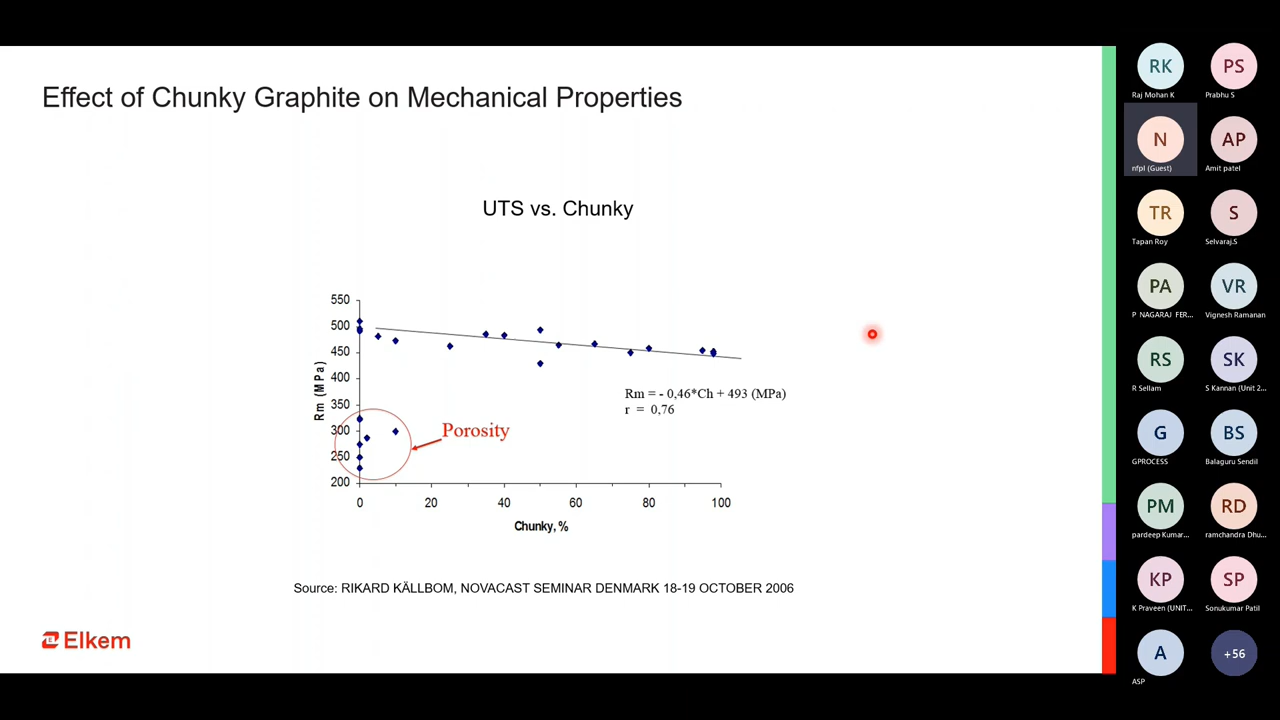 Effect of Chunky Graphite on Mechanical Properties
UTS vs. Chunky
550
500
450
400
350
300
250
200
Rm (MPa)
0
20
40
60
80
100
Chunky, %
Rm = - 0,46*Ch + 493 (MPa)
r = 0,76
Porosity
Source: RIKARD KÄLLBOM, NOVACAST SEMINAR DENMARK 18-19 OCTOBER 2006
Elkem
RK
Raj Mohan K
PS
Prabhu S
N
nfpl (Guest)
AP
Amit patel
TR
Tapan Roy
S
Selvaraj.S
PA
P NAGARAJ FER...
VR
Vignesh Ramanan
RS
R Sellam
SK
S Kannan (Unit 2...
G
GPROCESS
BS
Balaguru Sendil
PM
pardeep Kumar...
RD
ramchandra Dhu...
KP
K Praveen (UNIT...
SP
Sonukumar Patil
A
ASP
+56